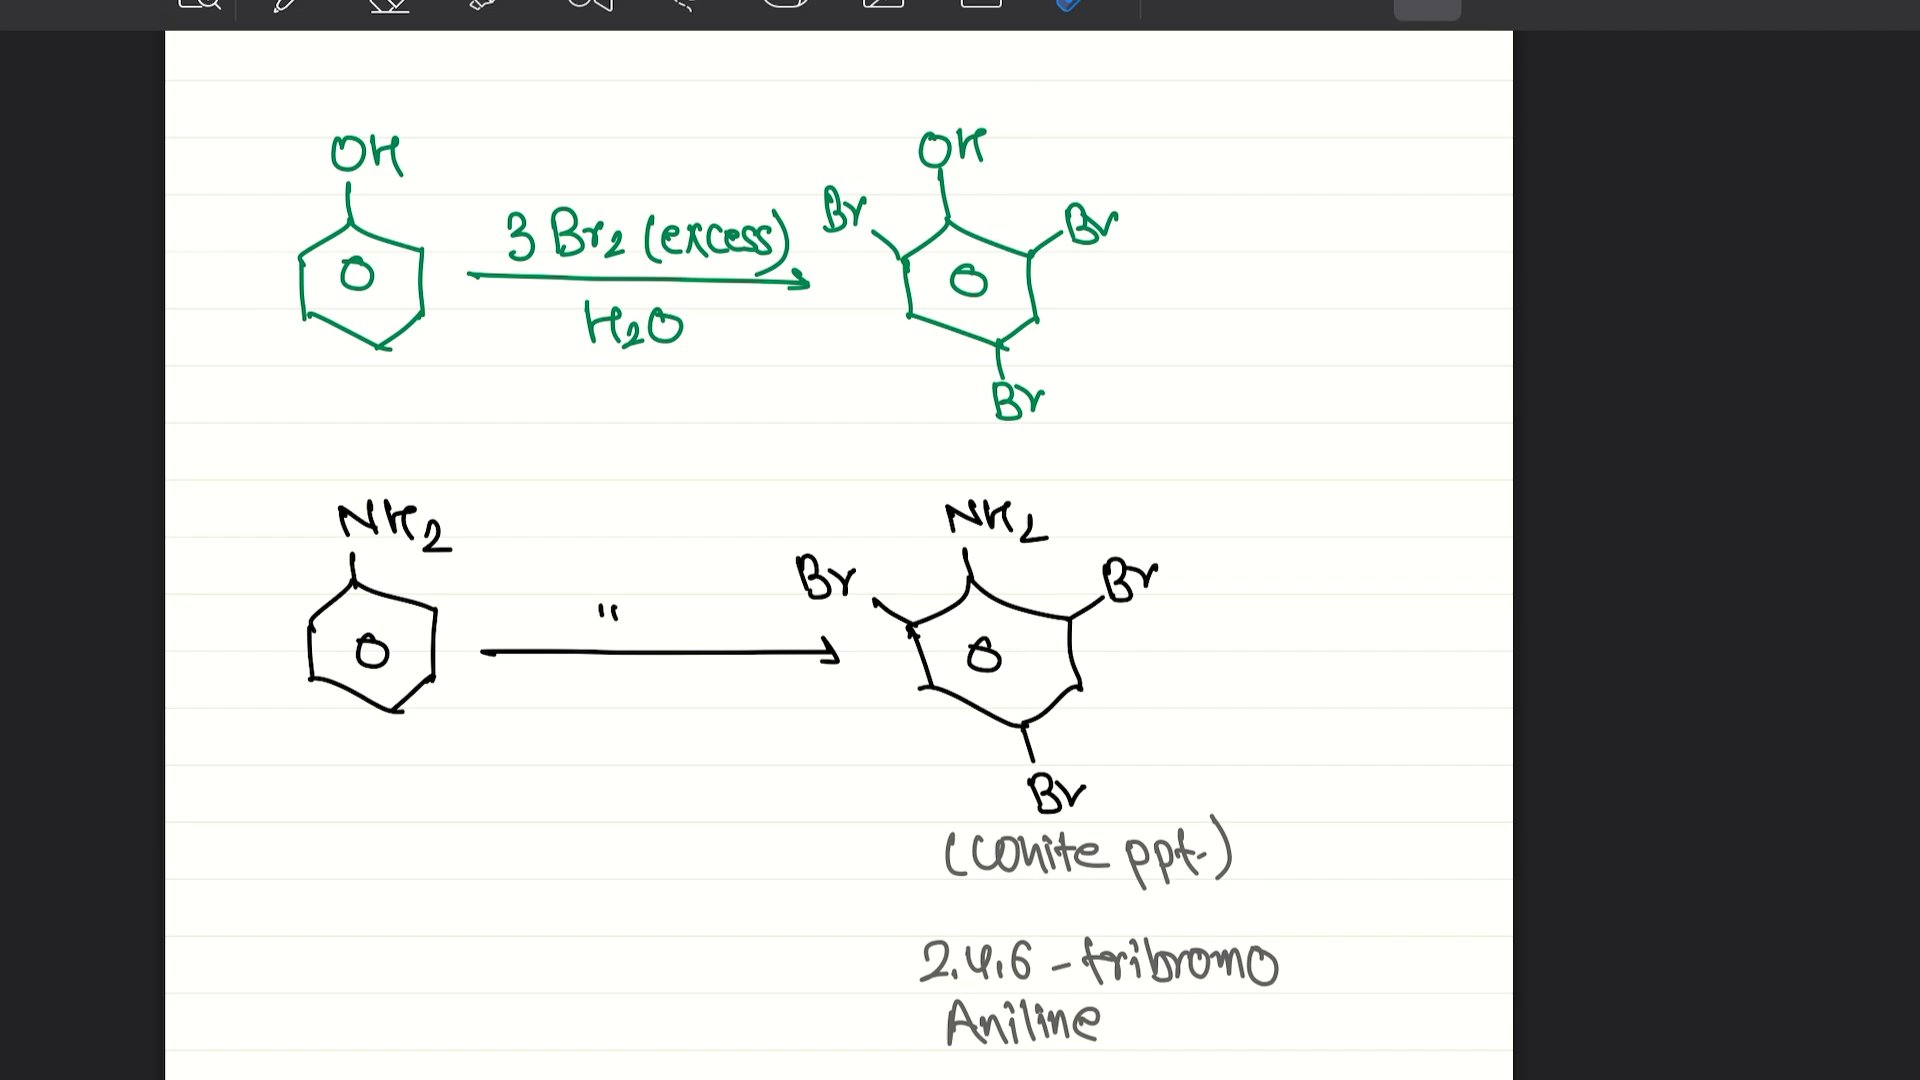 OH
3 Br2 (excess)
H2O
OH
Br
Br
Br
NH2
"
NH2
Br
Br
Br
(white ppt.)
2.4.6 - tribromo
Aniline